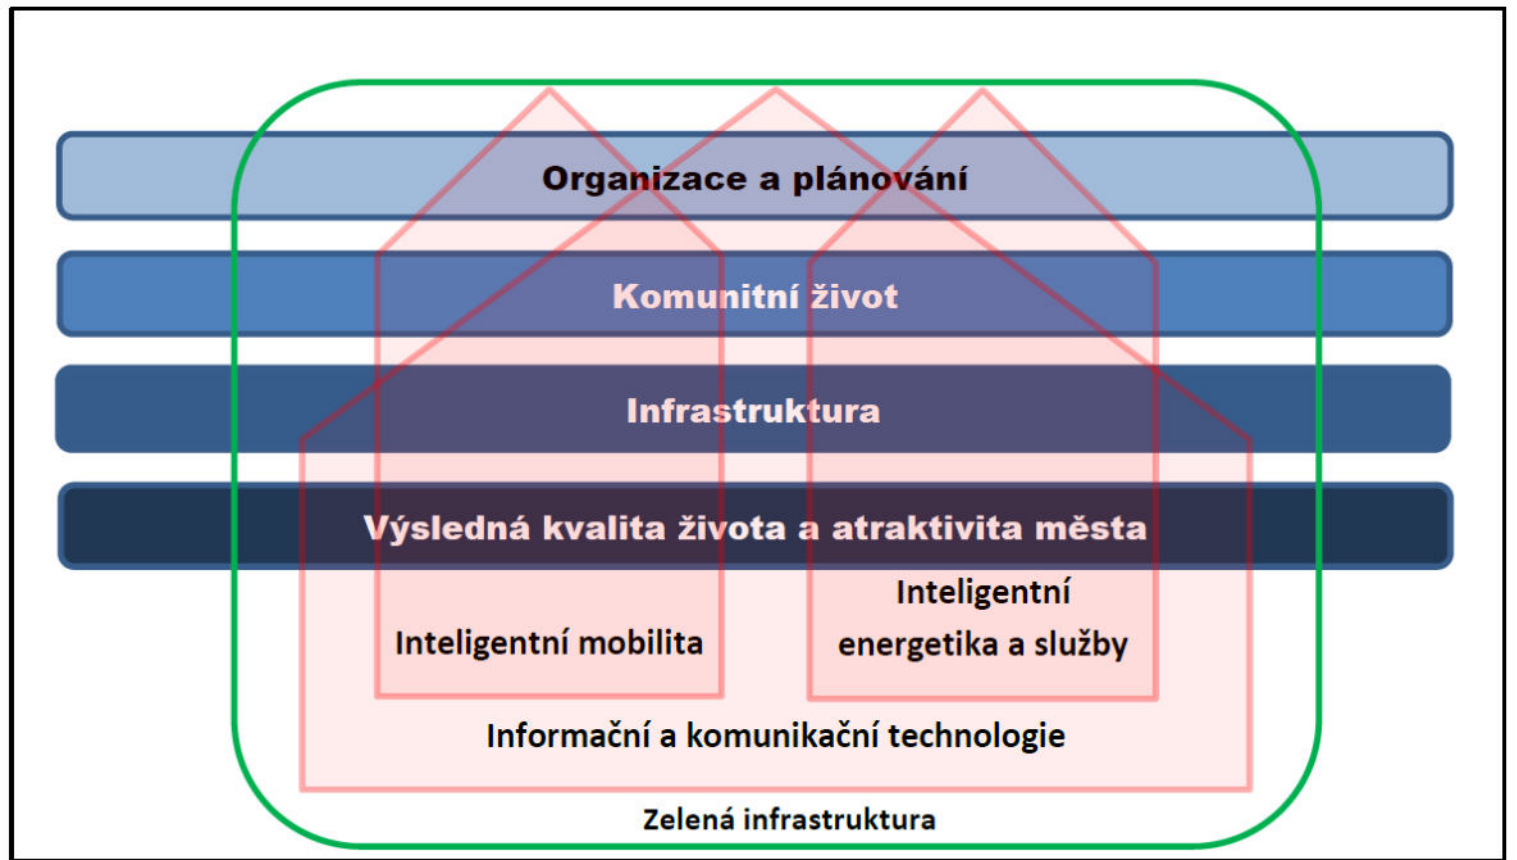 Organizace a plánování
Komunitní život
Infrastruktura
Výsledná kvalita života a atraktivita města
Inteligentní mobilita
Inteligentní
energetika a služby
Informační a komunikační technologie
Zelená infrastruktura